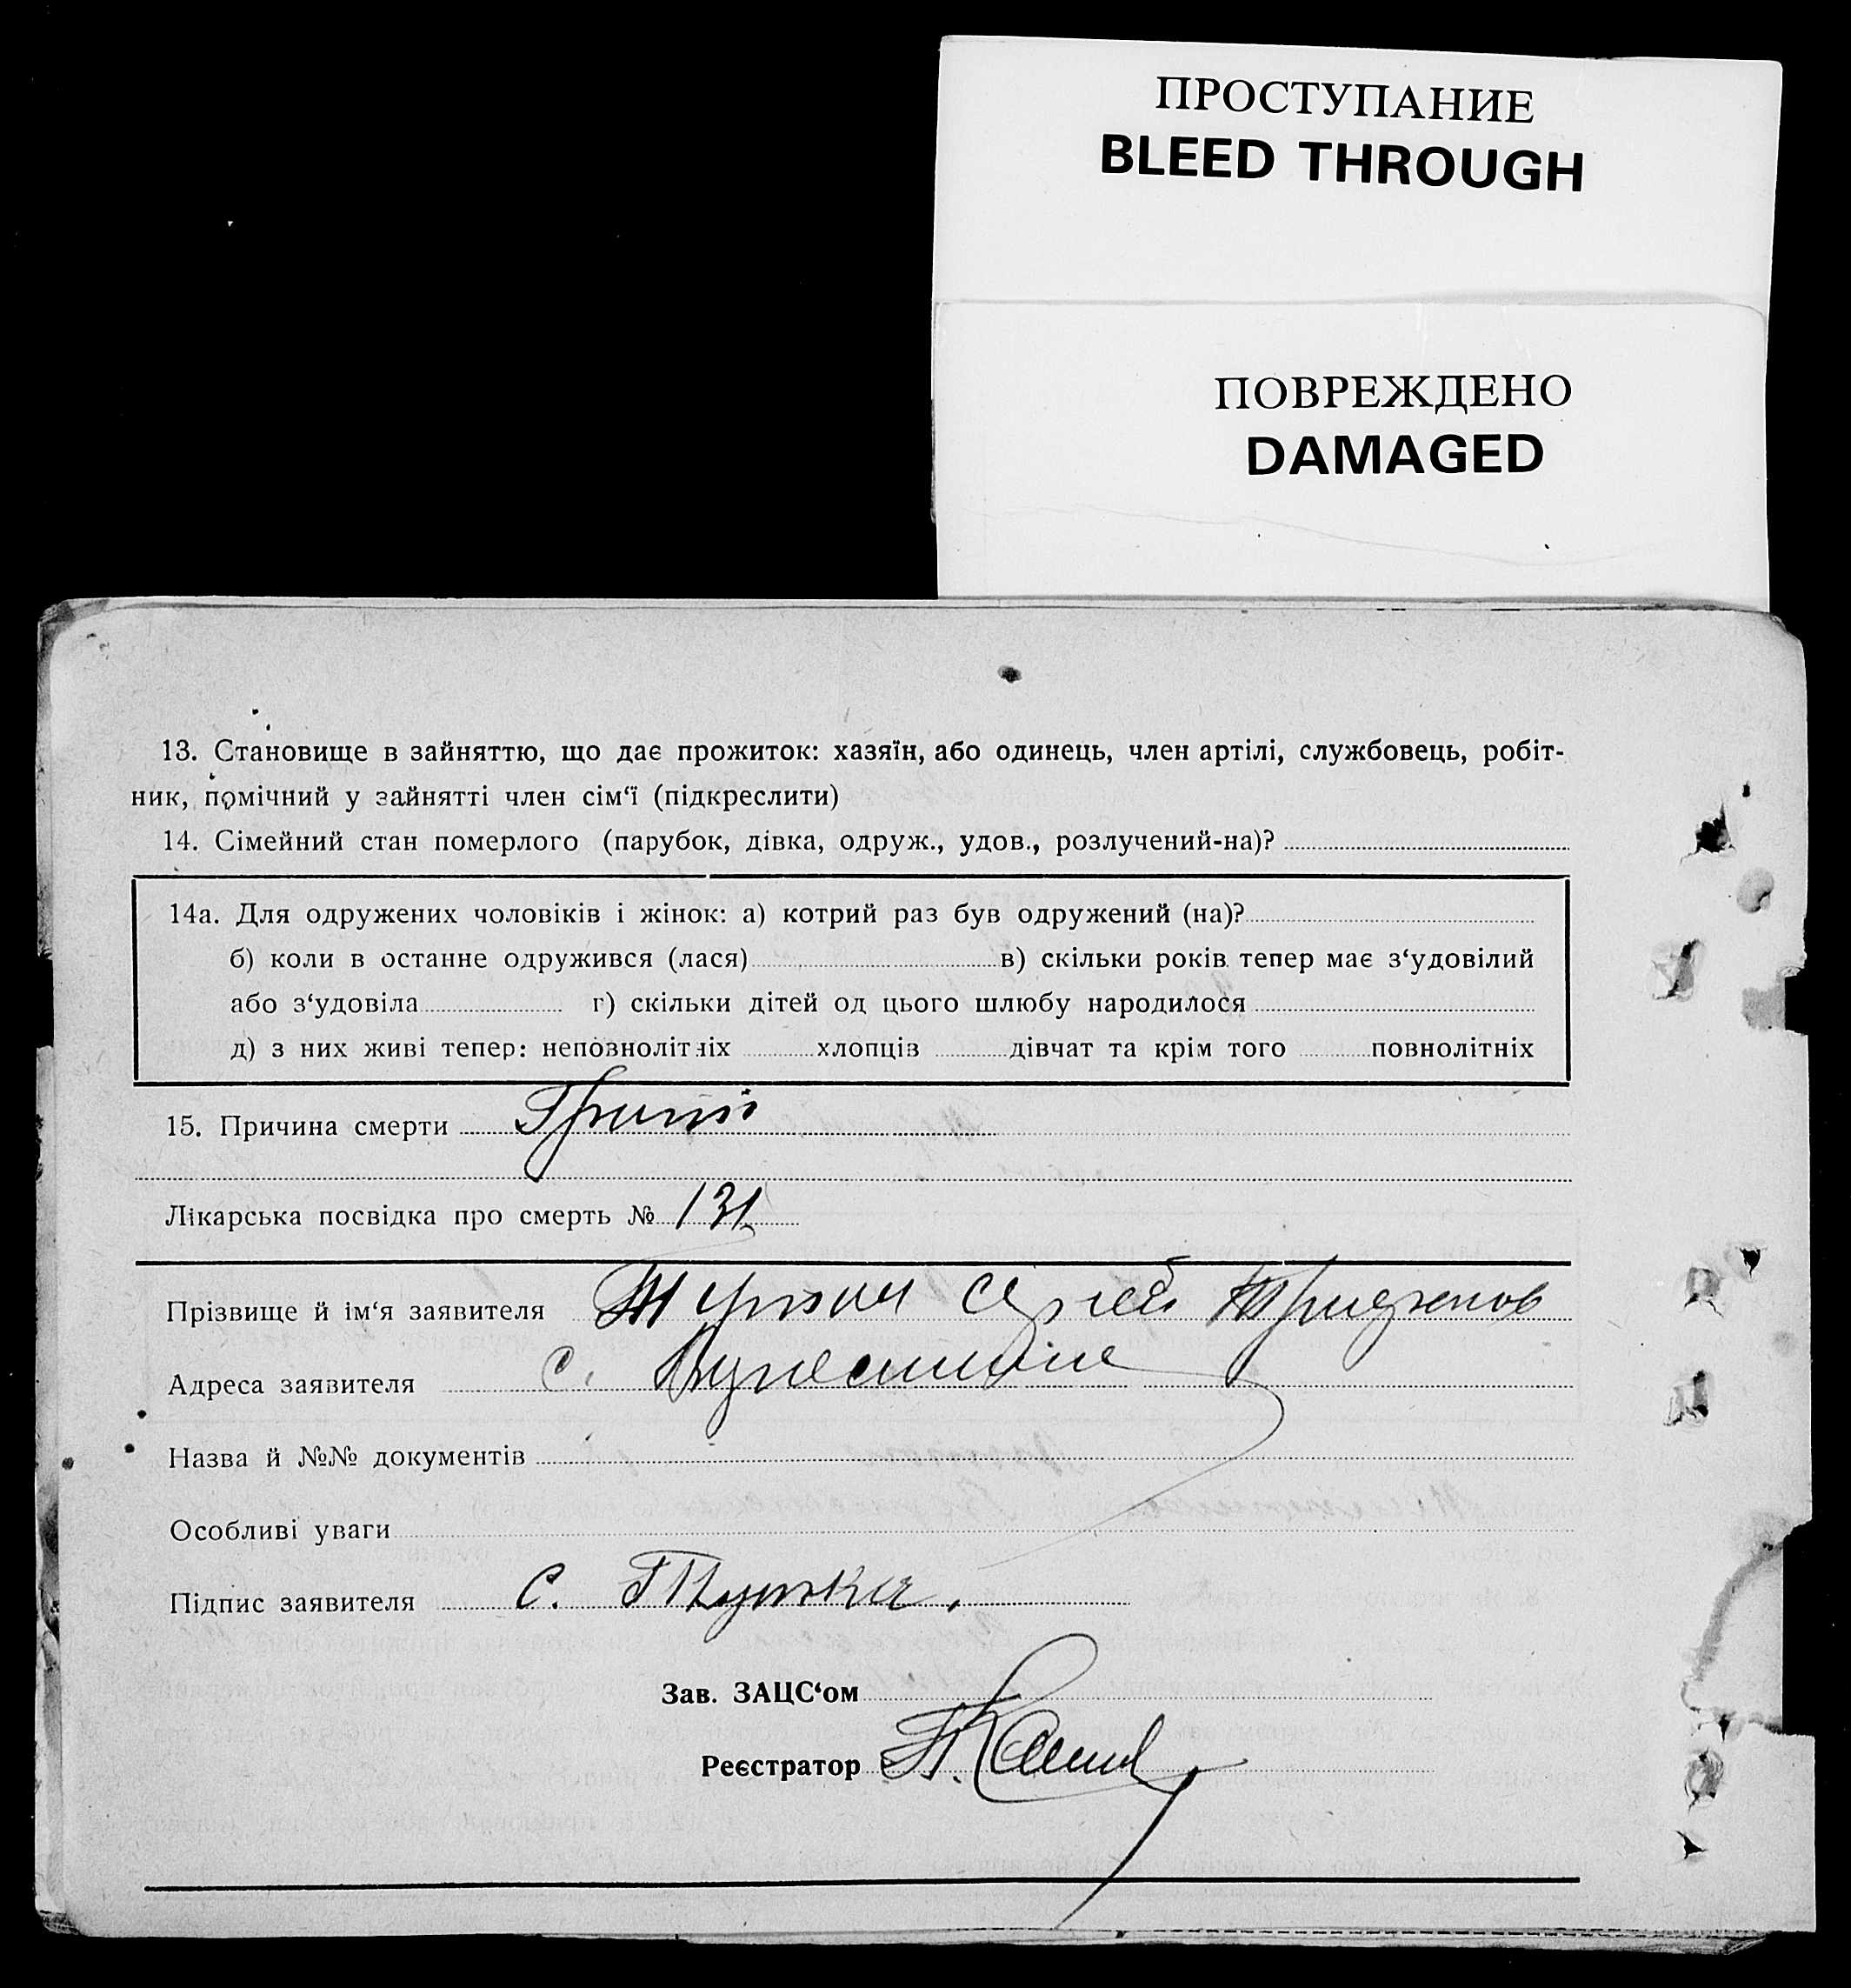 ПРОСТУПАНИЕ
BLEED THROUGH
ПОВРЕЖДЕНО
DAMAGED
13. Становище в зайняттю, що дає прожиток: хазяїн, або одинець, член артілі, службовець, робіт-
ник, помічний у зайнятті член сім‘ї (підкреслити)
14. Сімейний стан померлого (парубок, дівка, одруж., удов., розлучений-на)?
14а. Для одружених чоловіків і жінок: а) котрий раз був одружений (на)?
б) коли в останне одружився (лася) в) скільки років тепер має з‘удовілий
або з‘удовіла г) скільки дітей од цього шлюбу народилося
д) з них живі тепер: неповнолітніх хлопців дівчат та крім того повнолітніх
15. Причина смерти Грипп
Лікарська посвідка про смерть № 131
Прізвище й ім‘я заявителя Сергей
Адреса заявителя с.
Назва й №№ документів
Особливі уваги
Підпис заявителя С.
Зав. ЗАЦС‘ом
Реєстратор